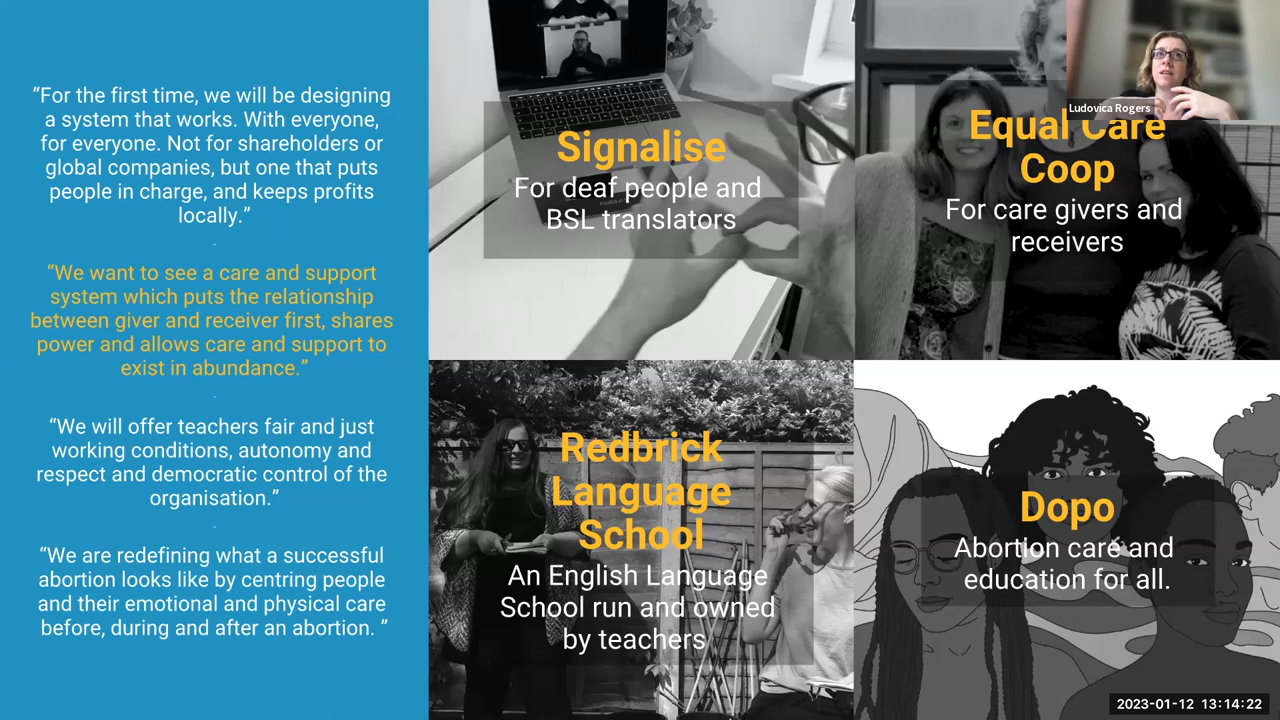 “For the first time, we will be designing
a system that works. With everyone,
for everyone. Not for shareholders or
global companies, but one that puts
people in charge, and keeps profits
locally.”
-
“We want to see a care and support
system which puts the relationship
between giver and receiver first, shares
power and allows care and support to
exist in abundance.”
-
“We will offer teachers fair and just
working conditions, autonomy and
respect and democratic control of the
organisation.”
-
“We are redefining what a successful
abortion looks like by centring people
and their emotional and physical care
before, during and after an abortion. ”
Signalise
For deaf people and
BSL translators
Ludovica Rogers
Equal Care
Coop
For care givers and
receivers
Redbrick
Language
School
An English Language
School run and owned
by teachers
Dopo
Abortion care and
education for all.
2023-01-12 13:14:22